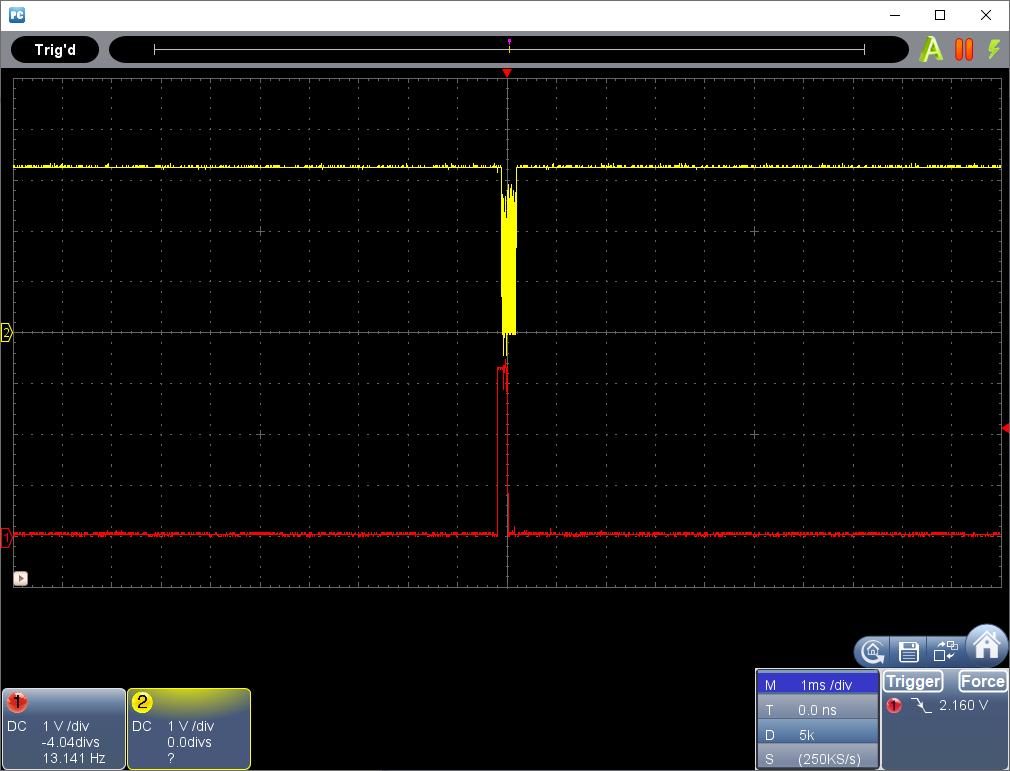 PC
Trig'd
A
2
1
1
DC 1 V /div
-4.04divs
13.141 Hz
2
DC 1 V /div
0.0divs
?
M 1ms /div
T 0.0 ns
D 5k
S (250KS/s)
Trigger Force
1 2.160 V